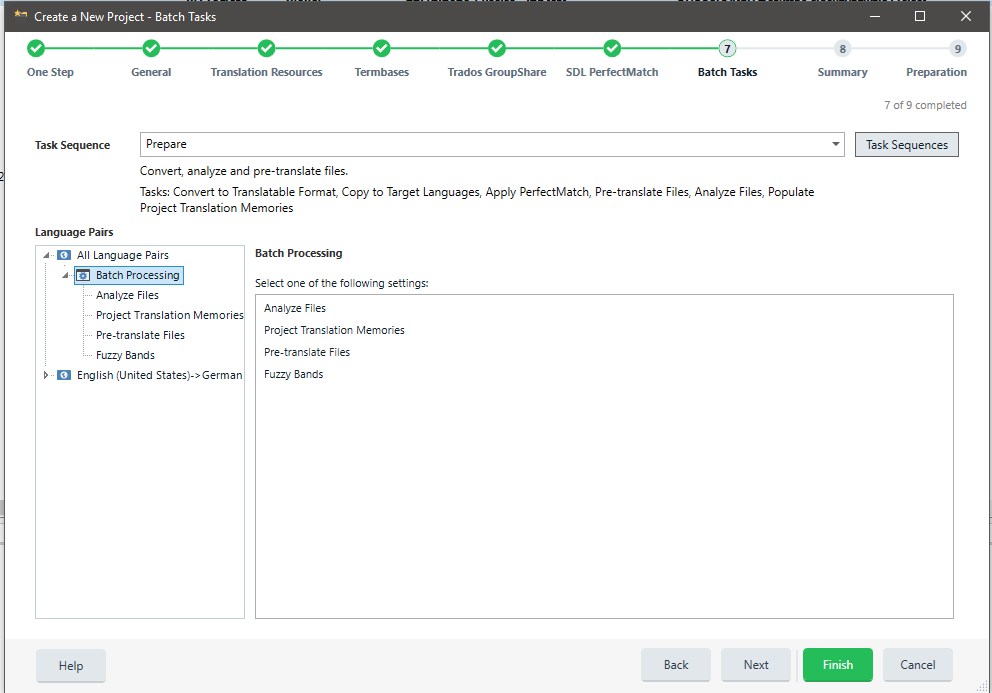 Create a New Project - Batch Tasks
7 8 9
One Step General Translation Resources Termbases Trados GroupShare SDL PerfectMatch Batch Tasks Summary Preparation
7 of 9 completed
Task Sequence Prepare Task Sequences
Convert, analyze and pre-translate files.
Tasks: Convert to Translatable Format, Copy to Target Languages, Apply PerfectMatch, Pre-translate Files, Analyze Files, Populate
Project Translation Memories
Language Pairs
All Language Pairs
Batch Processing
Analyze Files
Project Translation Memories
Pre-translate Files
Fuzzy Bands
English (United States)->German
Batch Processing
Select one of the following settings:
Analyze Files
Project Translation Memories
Pre-translate Files
Fuzzy Bands
Help Back Next Finish Cancel